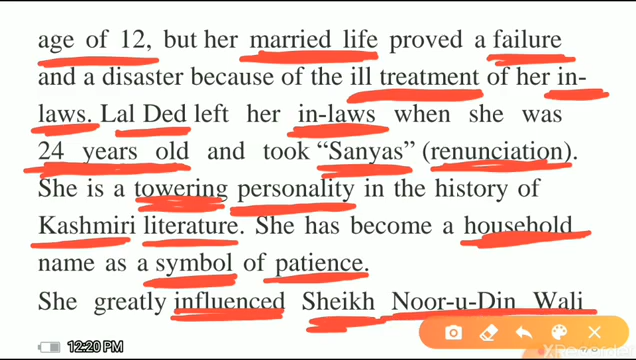 age of 12, but her married life proved a failure
and a disaster because of the ill treatment of her in-
laws. Lal Ded left her in-laws when she was
24 years old and took “Sanyas” (renunciation).
She is a towering personality in the history of
Kashmiri literature. She has become a household
name as a symbol of patience.
She greatly influenced Sheikh Noor-u-Din Wali
12:20 PM
XRecorder